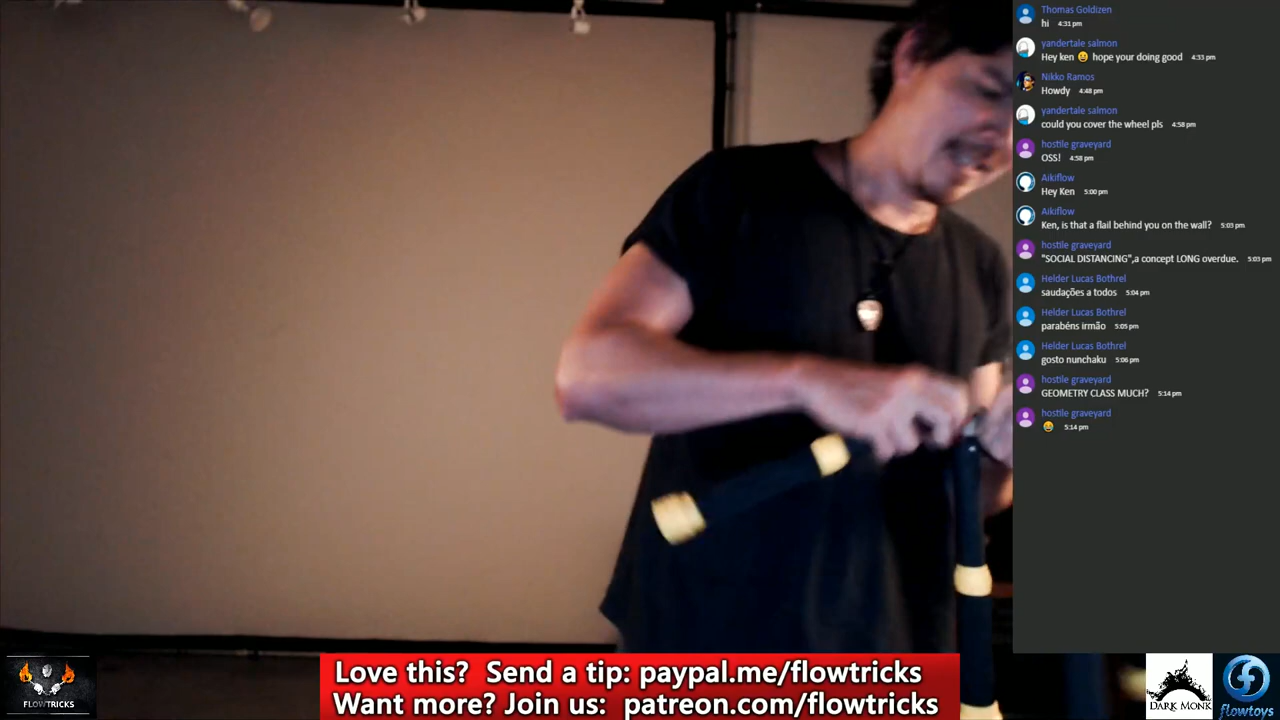 Thomas Goldizen
hi 4:31 pm
yandertale salmon
Hey ken 😆 hope your doing good 4:33 pm
Nikko Ramos
Howdy 4:48 pm
yandertale salmon
could you cover the wheel pls 4:58 pm
hostile graveyard
OSS! 4:58 pm
Aikiflow
Hey Ken 5:00 pm
Aikiflow
Ken, is that a flail behind you on the wall? 5:03 pm
hostile graveyard
"SOCIAL DISTANCING",a concept LONG overdue. 5:03 pm
Helder Lucas Bothrel
saudações a todos 5:04 pm
Helder Lucas Bothrel
parabéns irmão 5:05 pm
Helder Lucas Bothrel
gosto nunchaku 5:06 pm
hostile graveyard
GEOMETRY CLASS MUCH? 5:14 pm
hostile graveyard
😂 5:14 pm
FLOWTRICKS
Love this? Send a tip: paypal.me/flowtricks
Want more? Join us: patreon.com/flowtricks
DARK MONK
flowtoys